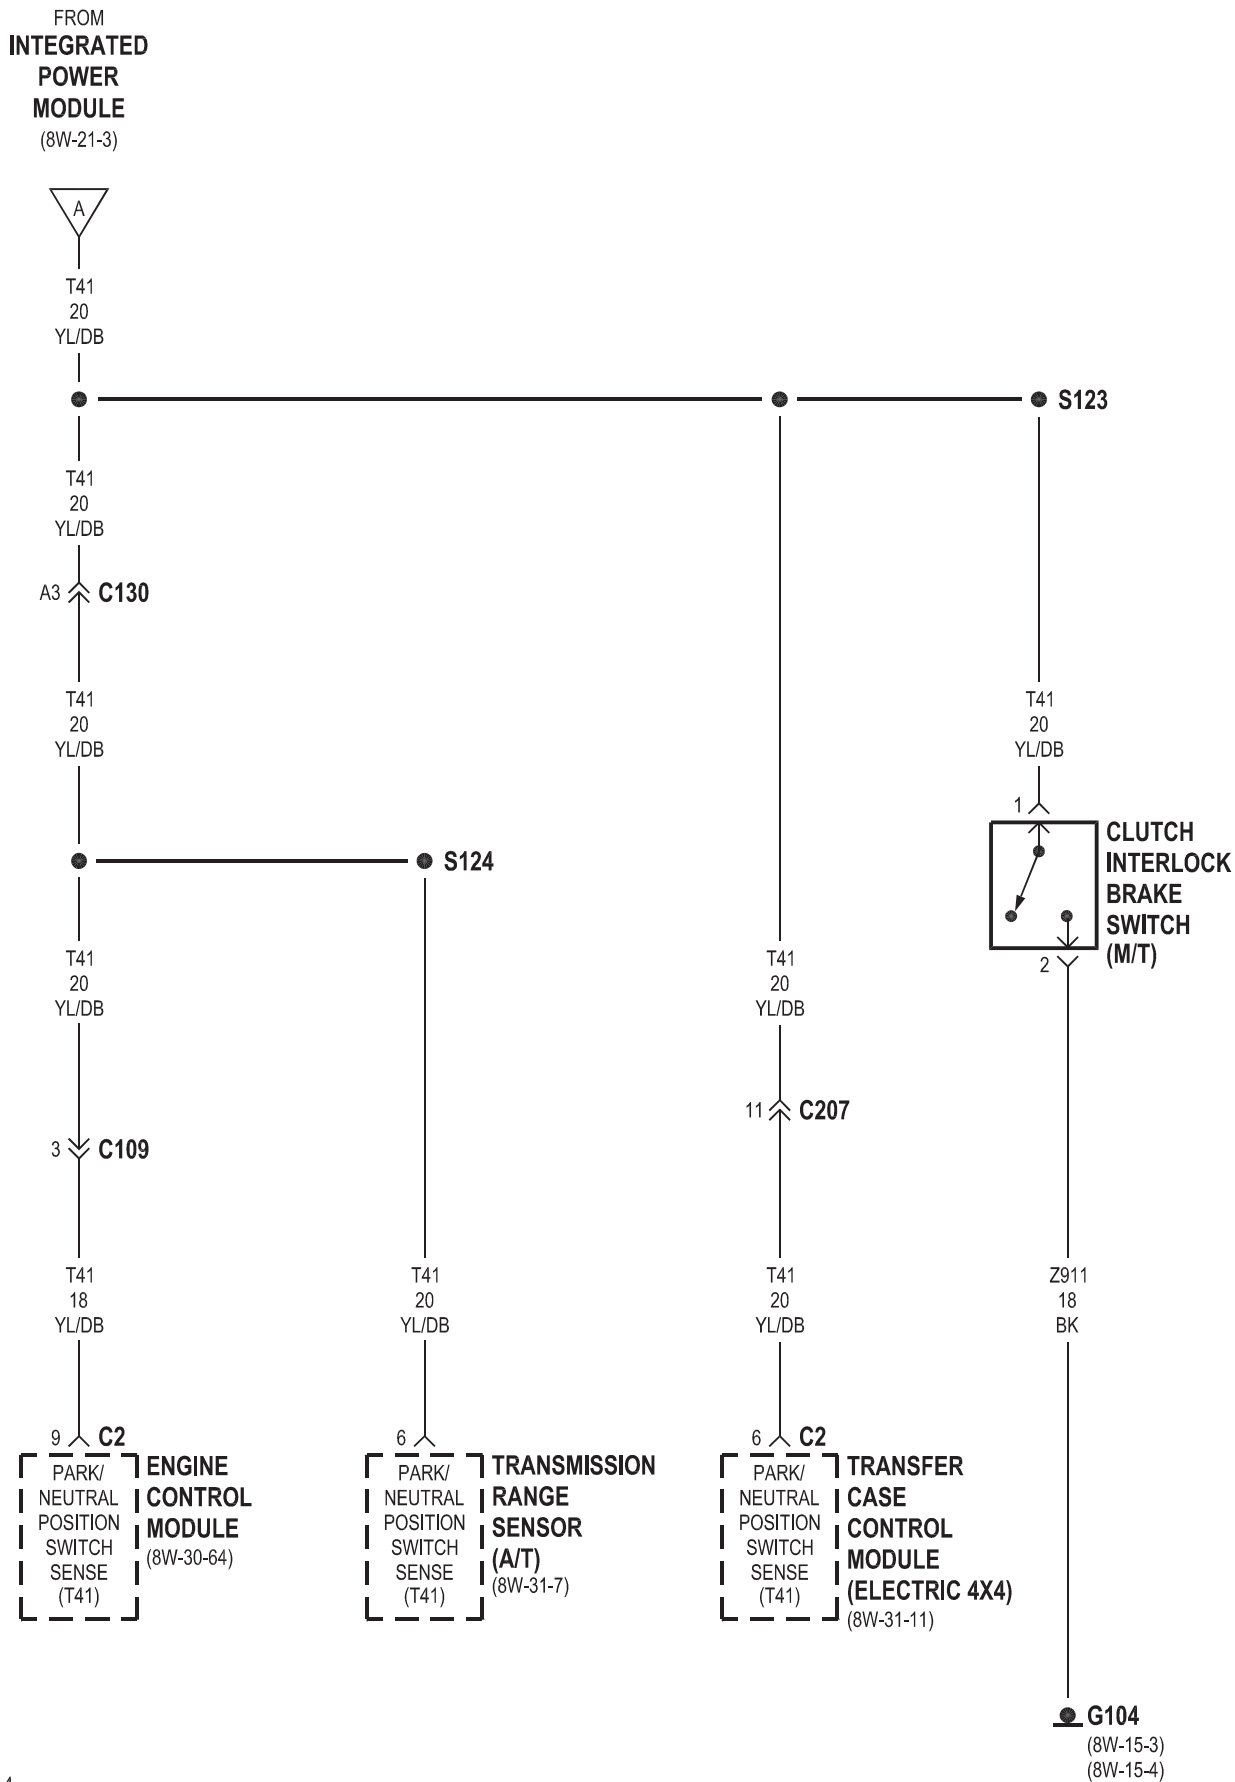 FROM
INTEGRATED
POWER
MODULE
(8W-21-3)
A
T41
20
YL/DB
S123
T41
20
YL/DB
A3
C130
T41
20
YL/DB
T41
20
YL/DB
1
CLUTCH
INTERLOCK
BRAKE
SWITCH
(M/T)
2
S124
T41
20
YL/DB
T41
20
YL/DB
11
C207
3
C109
T41
18
YL/DB
T41
20
YL/DB
T41
20
YL/DB
Z911
18
BK
9
C2
PARK/
NEUTRAL
POSITION
SWITCH
SENSE
(T41)
ENGINE
CONTROL
MODULE
(8W-30-64)
6
PARK/
NEUTRAL
POSITION
SWITCH
SENSE
(T41)
TRANSMISSION
RANGE
SENSOR
(A/T)
(8W-31-7)
6
C2
PARK/
NEUTRAL
POSITION
SWITCH
SENSE
(T41)
TRANSFER
CASE
CONTROL
MODULE
(ELECTRIC 4X4)
(8W-31-11)
G104
(8W-15-3)
(8W-15-4)